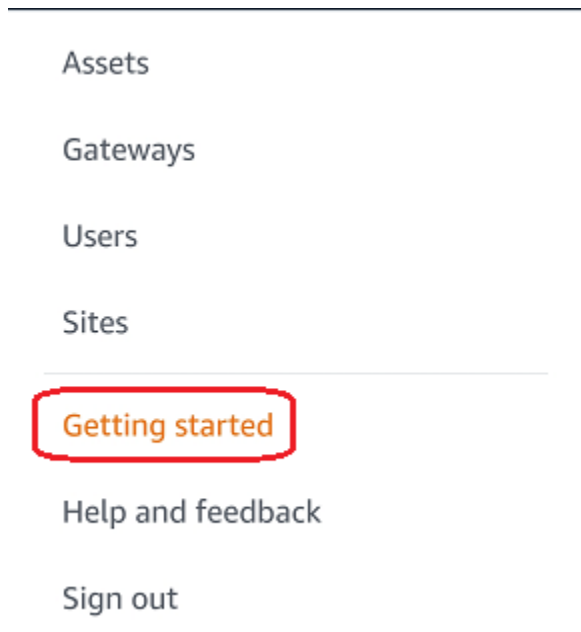 Assets
Gateways
Users
Sites
Getting started
Help and feedback
Sign out